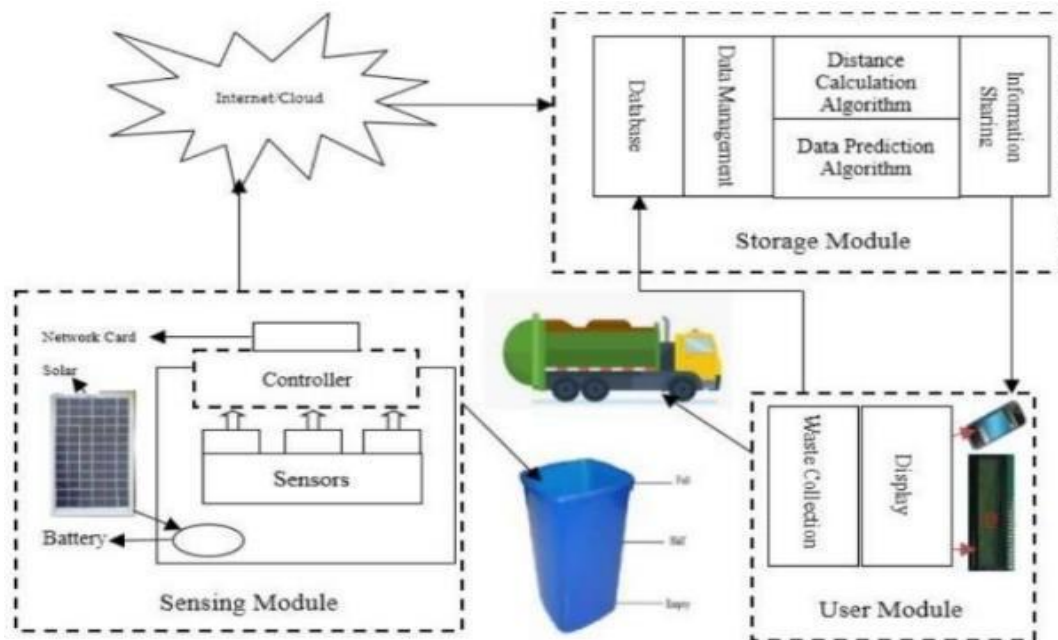 Internet/Cloud
Database
Data Management
Distance
Calculation
Algorithm
Data Prediction
Algorithm
Information
Sharing
Storage Module
Network Card
Solar
Controller
Sensors
Battery
Sensing Module
Full
Half
Empty
Waste Collection
Display
User Module